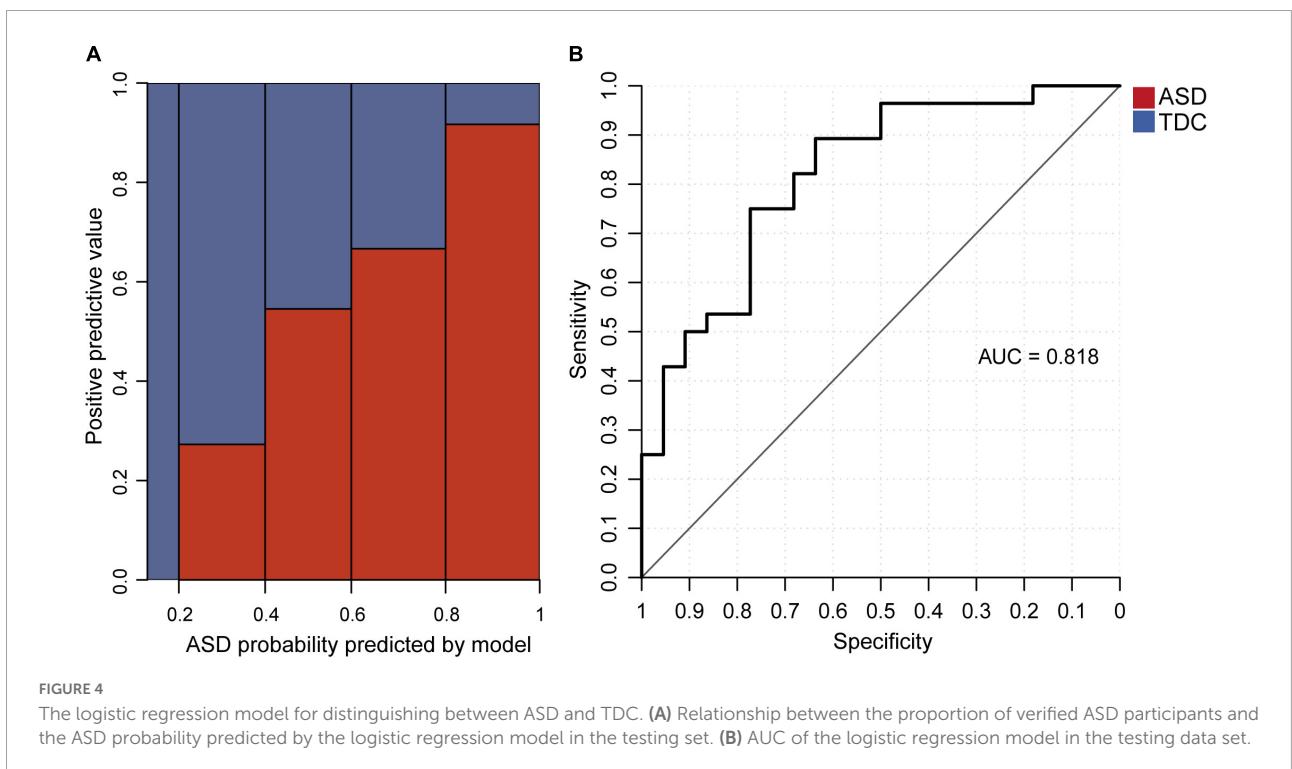 A
B
1.0
0.8
0.6
0.4
0.2
0.0
Positive predictive value
0.2 0.4 0.6 0.8 1
ASD probability predicted by model
1.0
0.9
0.8
0.7
0.6
0.5
0.4
0.3
0.2
0.1
0.0
Sensitivity
AUC = 0.818
1 0.9 0.8 0.7 0.6 0.5 0.4 0.3 0.2 0.1 0
Specificity
ASD
TDC
FIGURE 4
The logistic regression model for distinguishing between ASD and TDC. (A) Relationship between the proportion of verified ASD participants and
the ASD probability predicted by the logistic regression model in the testing set. (B) AUC of the logistic regression model in the testing data set.